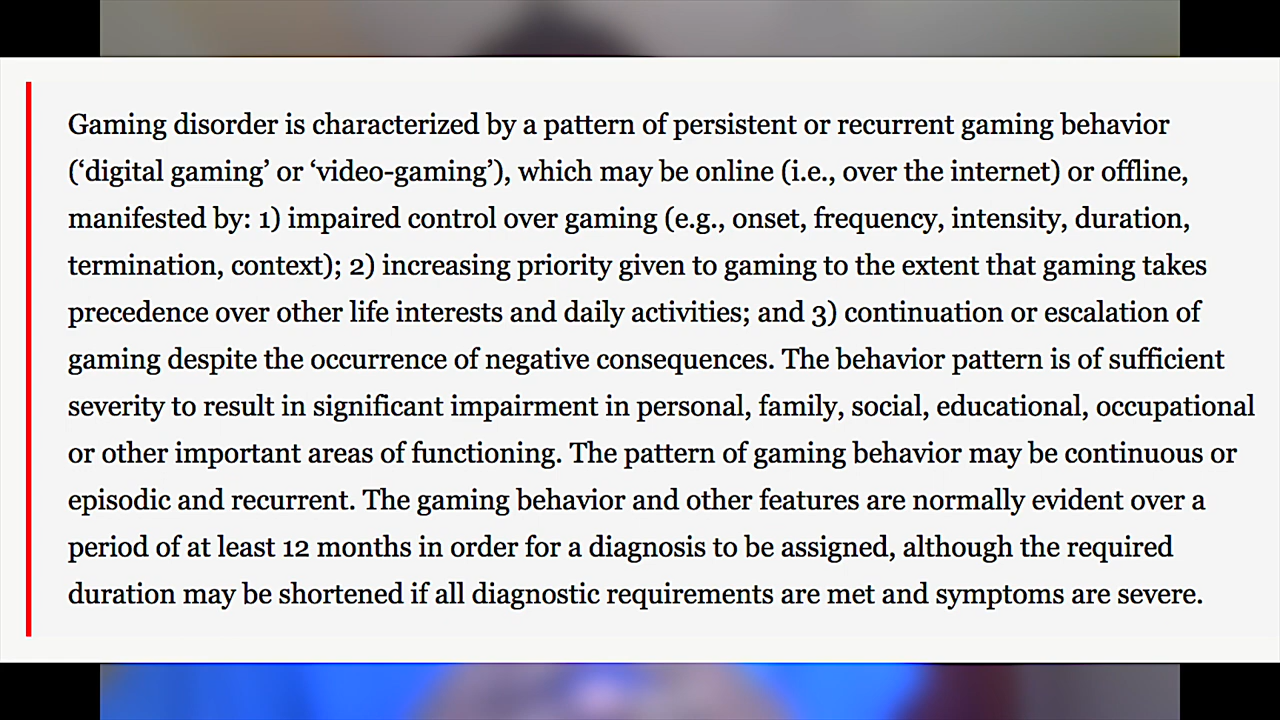 Gaming disorder is characterized by a pattern of persistent or recurrent gaming behavior
(‘digital gaming’ or ‘video-gaming’), which may be online (i.e., over the internet) or offline,
manifested by: 1) impaired control over gaming (e.g., onset, frequency, intensity, duration,
termination, context); 2) increasing priority given to gaming to the extent that gaming takes
precedence over other life interests and daily activities; and 3) continuation or escalation of
gaming despite the occurrence of negative consequences. The behavior pattern is of sufficient
severity to result in significant impairment in personal, family, social, educational, occupational
or other important areas of functioning. The pattern of gaming behavior may be continuous or
episodic and recurrent. The gaming behavior and other features are normally evident over a
period of at least 12 months in order for a diagnosis to be assigned, although the required
duration may be shortened if all diagnostic requirements are met and symptoms are severe.